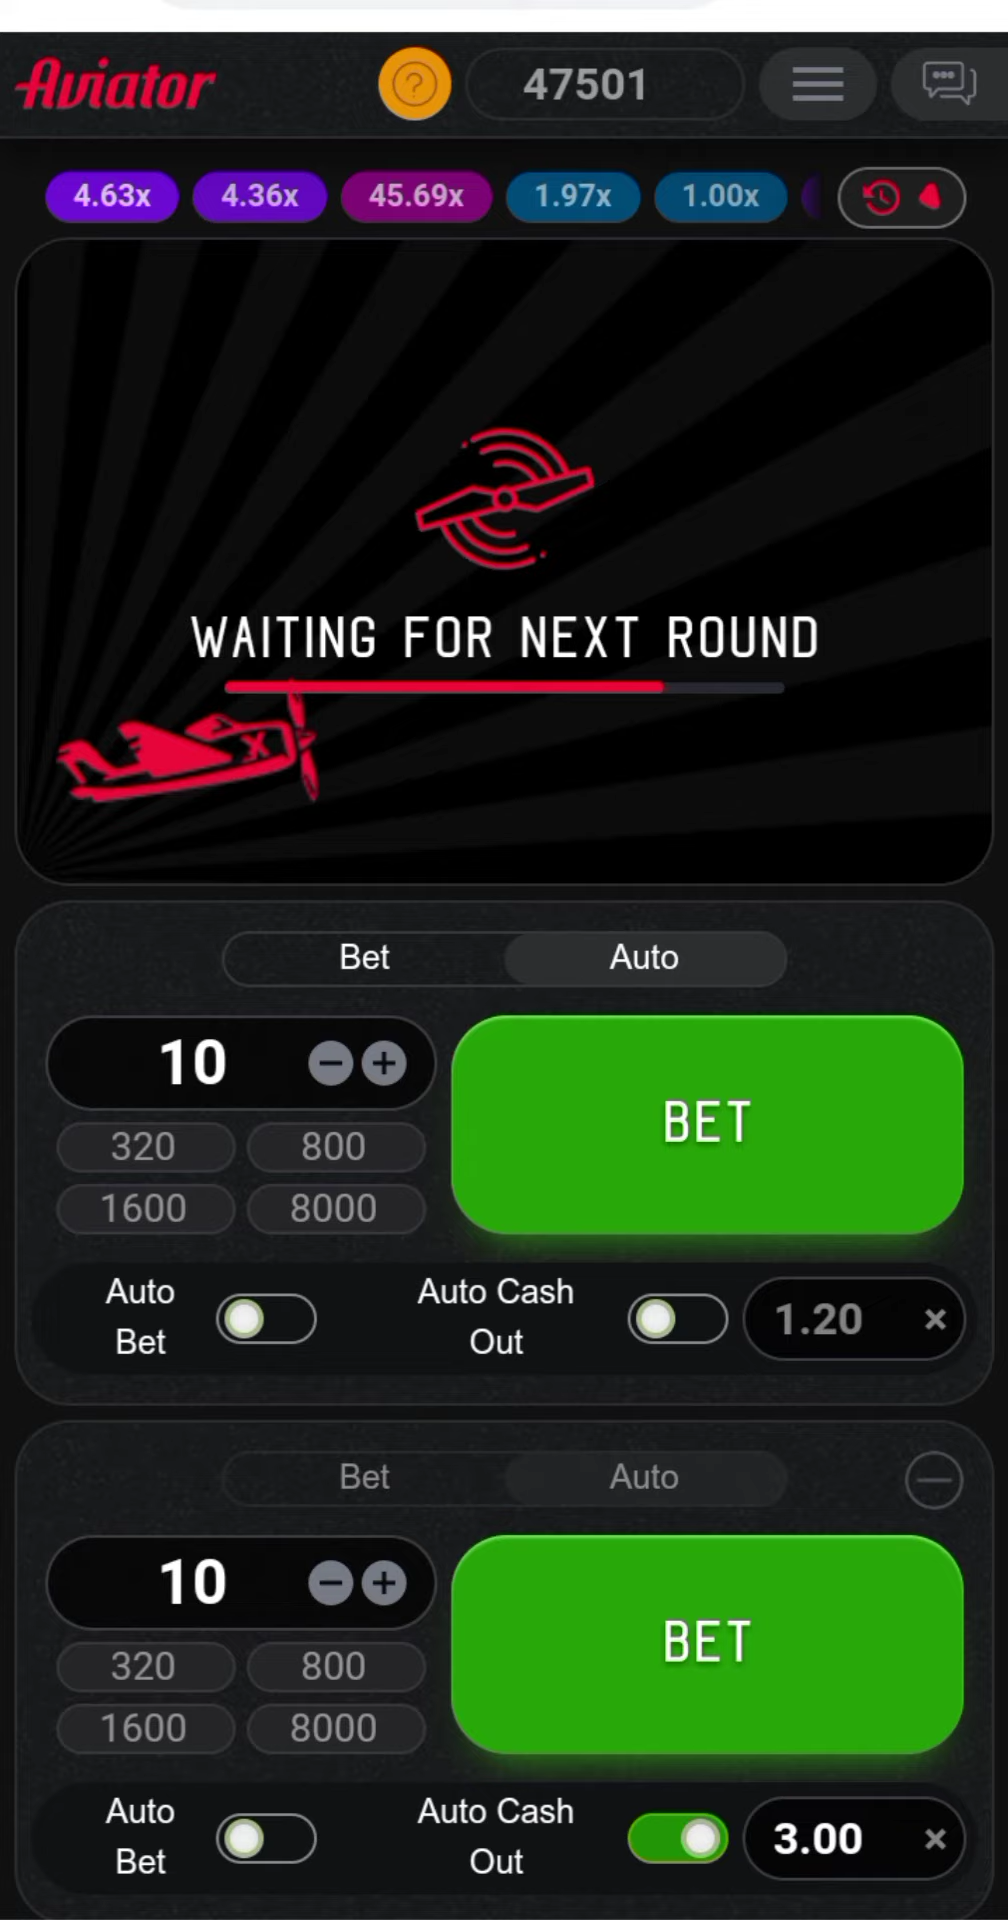 Aviator
? 47501
4.63x 4.36x 45.69x 1.97x 1.00x
WAITING FOR NEXT ROUND
X
Bet Auto
10
BET
320 800
1600 8000
Auto Bet
Auto Cash Out
1.20 ×
Bet Auto
10
BET
320 800
1600 8000
Auto Bet
Auto Cash Out
3.00 ×